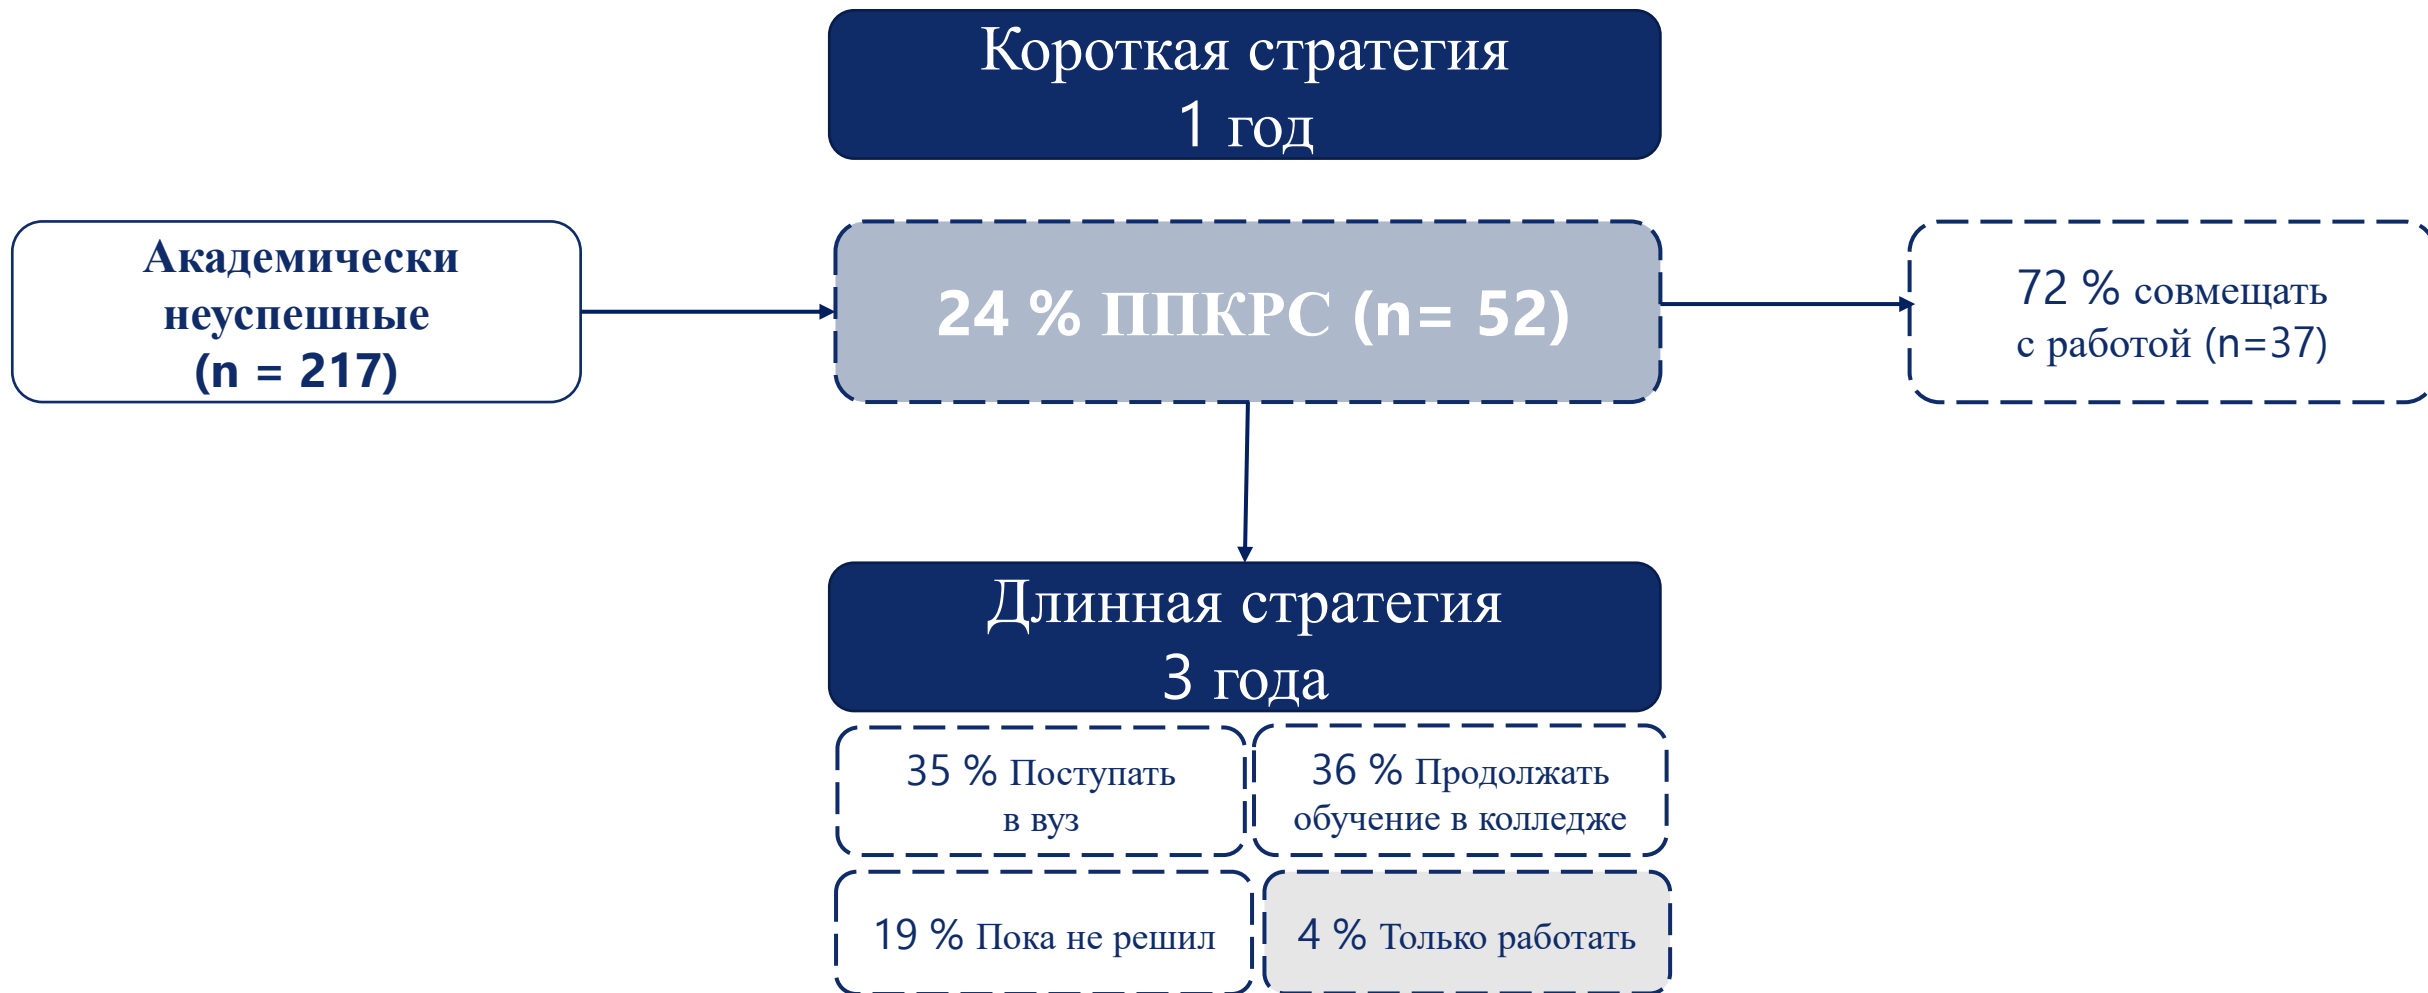 Короткая стратегия
1 год
Академически
неуспешные
(n = 217)
24 % ППКРС (n= 52)
72 % совмещать
с работой (n=37)
Длинная стратегия
3 года
35 % Поступать
в вуз
36 % Продолжать
обучение в колледже
19 % Пока не решил
4 % Только работать